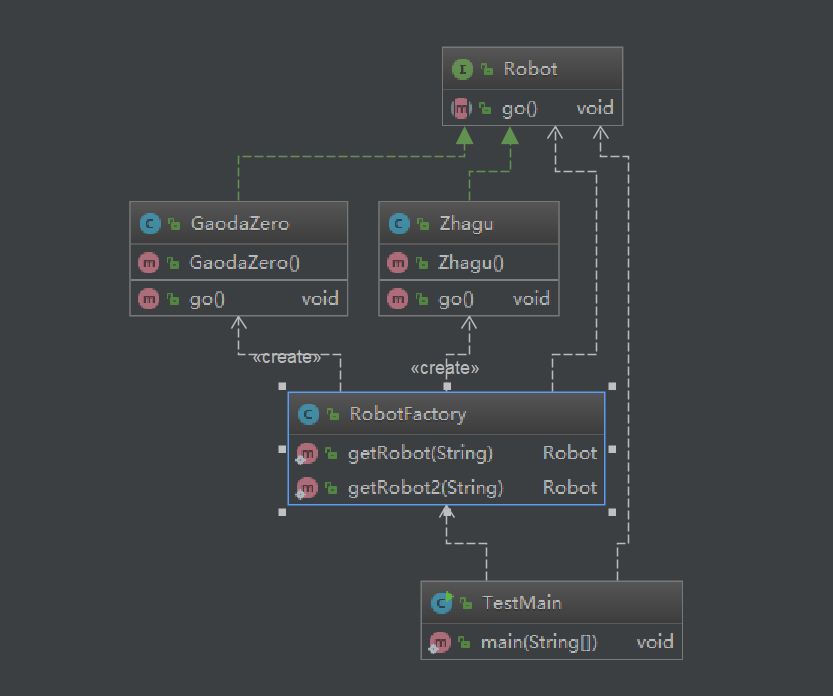 Robot
go() void
GaodaZero
GaodaZero()
go() void
Zhagu
Zhagu()
go() void
«create»
«create»
RobotFactory
getRobot(String) Robot
getRobot2(String) Robot
TestMain
main(String[]) void